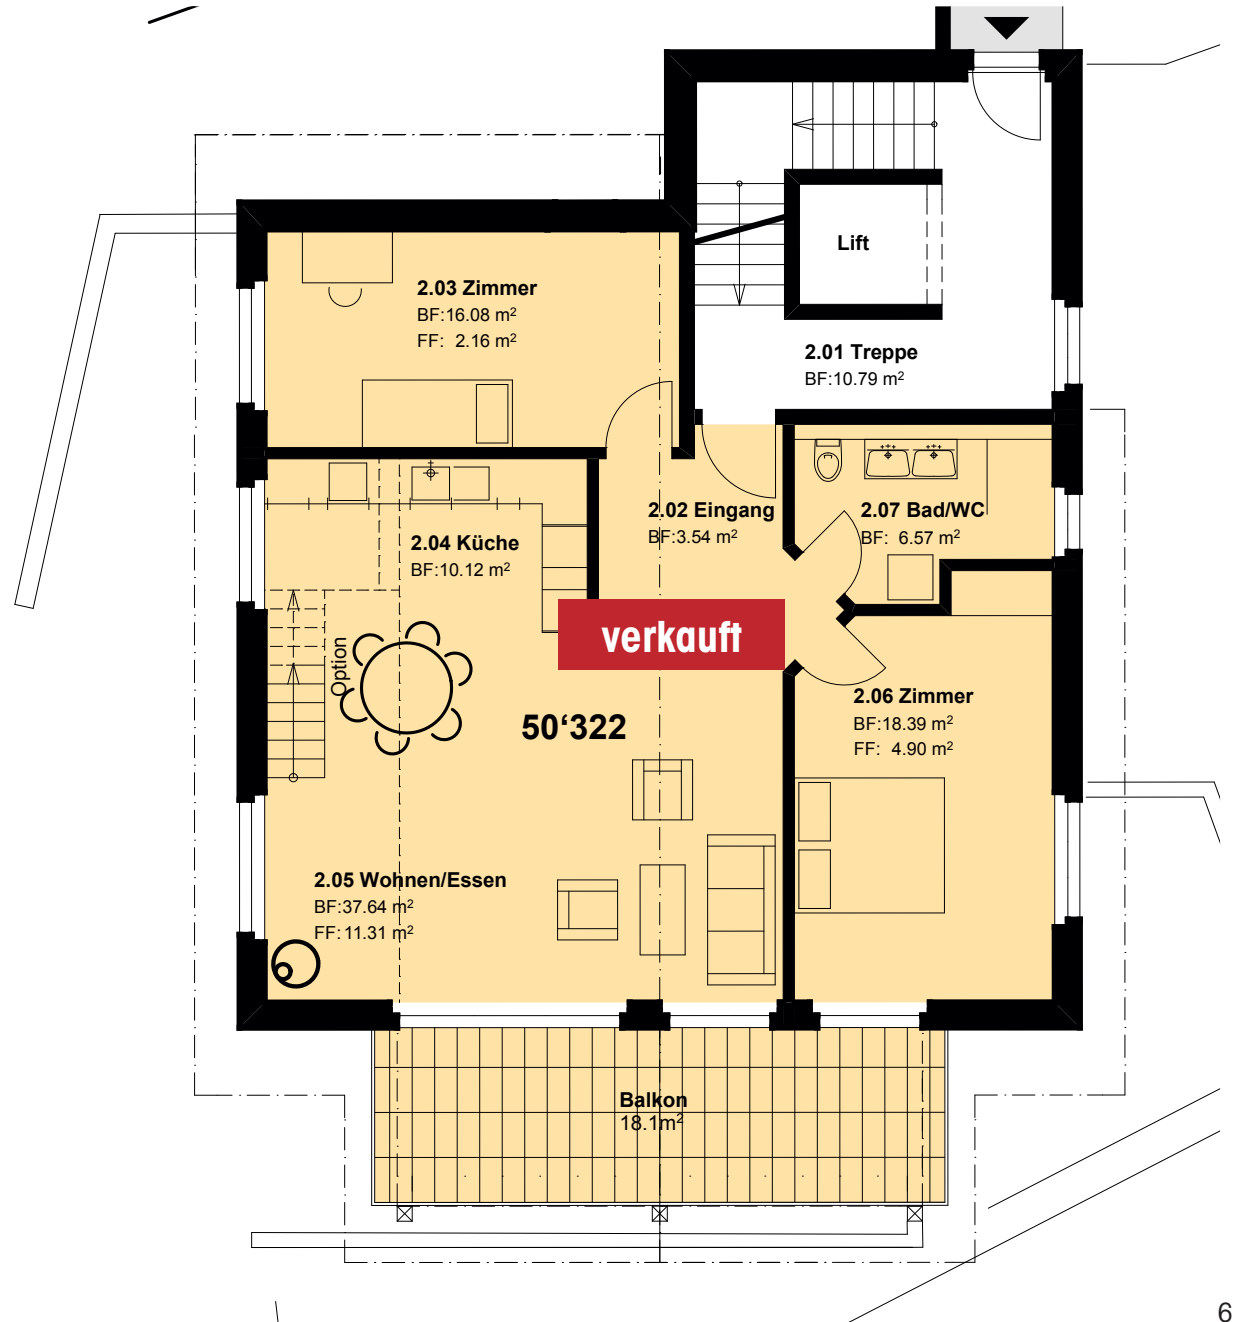 Lift
2.03 Zimmer
BF:16.08 m²
FF: 2.16 m²
2.01 Treppe
BF:10.79 m²
2.02 Eingang
BF:3.54 m²
2.07 Bad/WC
BF: 6.57 m²
2.04 Küche
BF:10.12 m²
verkauft
Option
50‘322
2.06 Zimmer
BF:18.39 m²
FF: 4.90 m²
2.05 Wohnen/Essen
BF:37.64 m²
FF:11.31 m²
Balkon
18.1m²
6